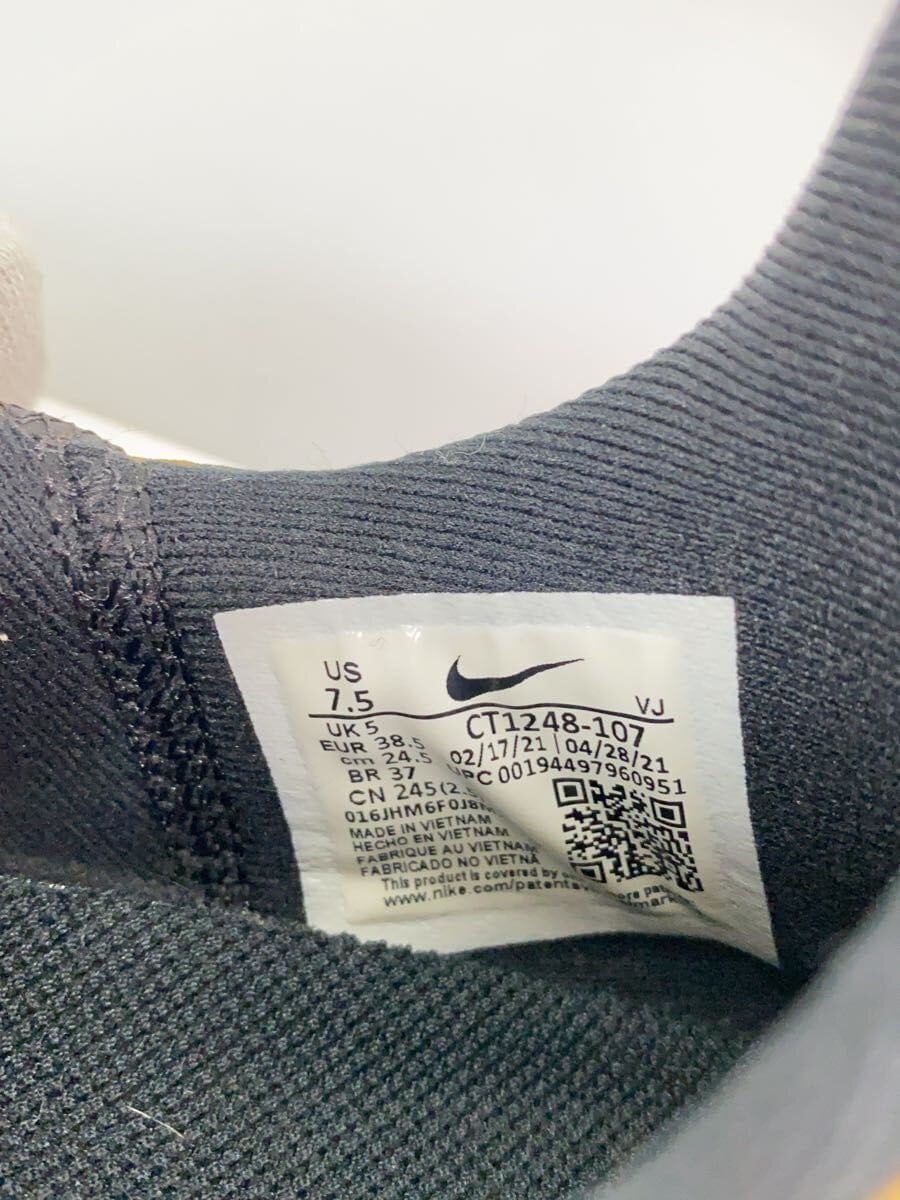 US
7.5
VJ
UK 5
CT1248-107
EUR 38.5
02/17/21 | 04/28/21
cm 24.5
UPC 00194497960951
BR 37
CN 245(2.
MADE IN VIETNAM
HECHO EN VIETNAM
FABRIQUE AU VIETNAM
FABRICADO NO VIETNÃ
This product is covered by
www.nike.com/patents